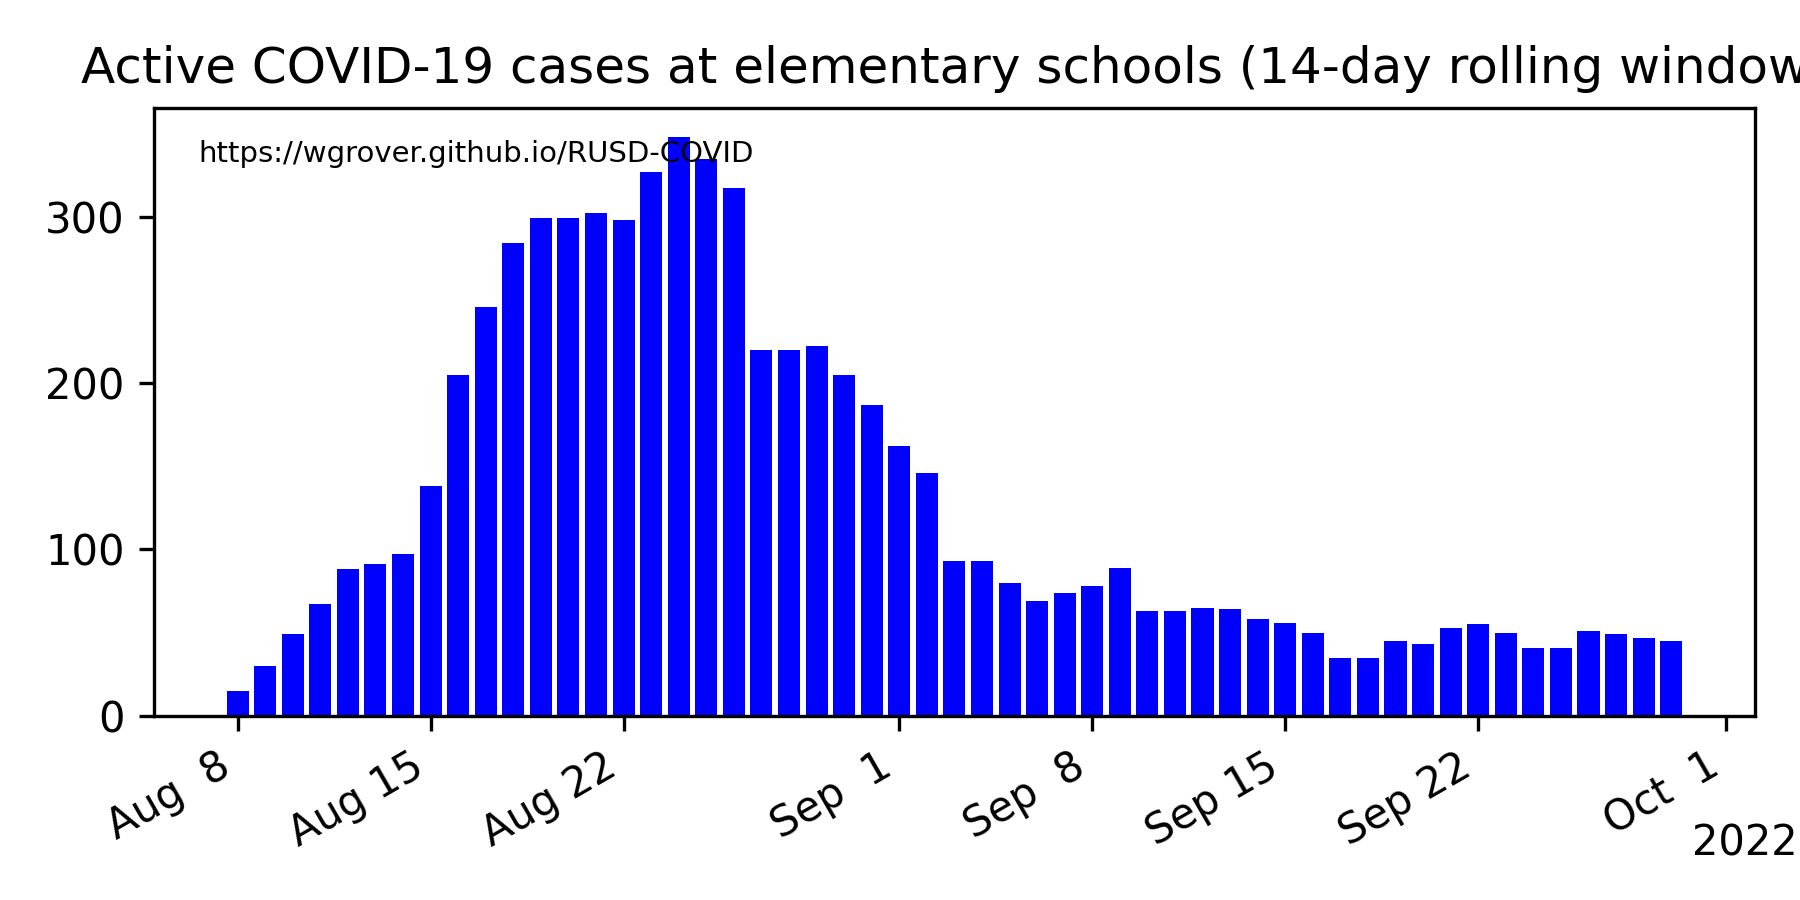 Active COVID-19 cases at elementary schools (14-day rolling window
https://wgrover.github.io/RUSD-COVID
300
200
100
0
Aug 8
Aug 15
Aug 22
Sep 1
Sep 8
Sep 15
Sep 22
Oct 1
2022